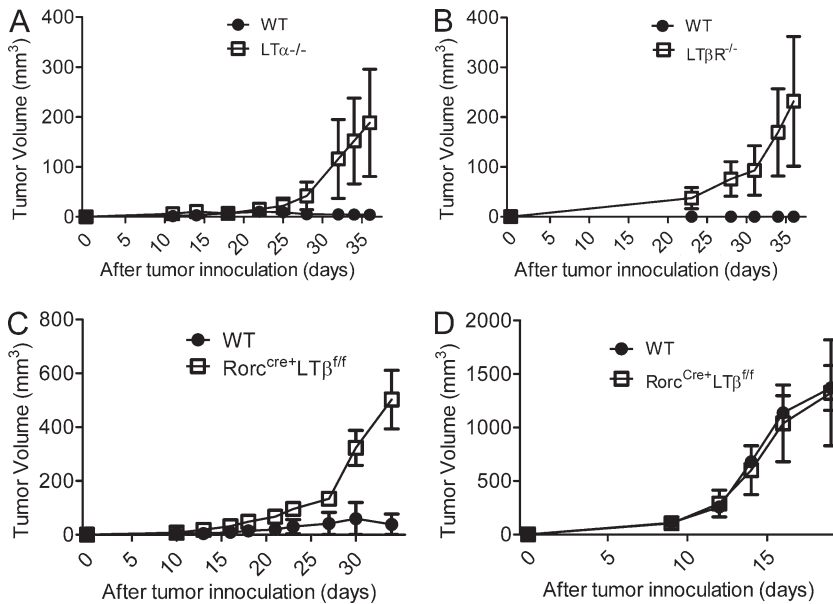 A
WT
LTα-/-
Tumor Volume (mm³)
400
300
200
100
0
0 5 10 15 20 25 30 35
After tumor innoculation (days)
B
WT
LTβR-/-
Tumor Volume (mm³)
400
300
200
100
0
0 5 10 15 20 25 30 35
After tumor innoculation (days)
C
WT
Rorccre+LTβf/f
Tumor Volume (mm³)
800
600
400
200
0
0 5 10 15 20 25 30
After tumor innoculation (days)
D
WT
RorcCre+LTβf/f
Tumor Volume (mm³)
2000
1500
1000
500
0
0 5 10 15
After tumor innoculation (days)